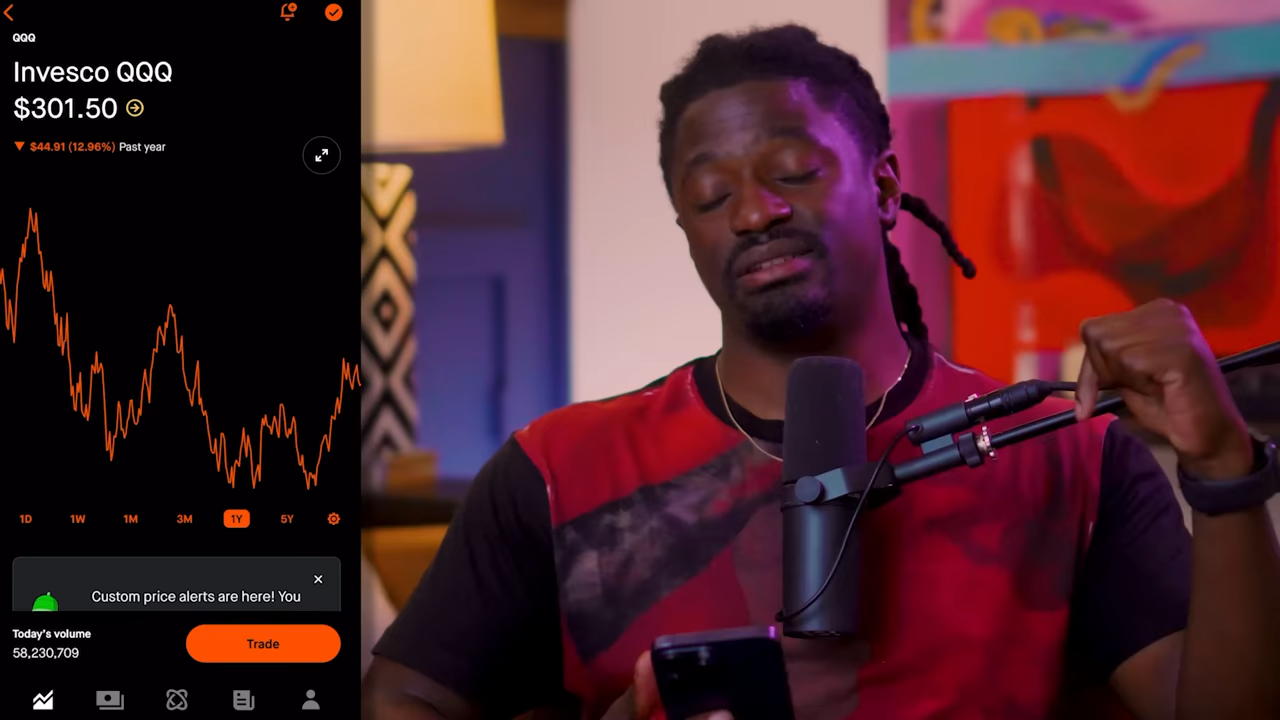 QQQ
Invesco QQQ
$301.50
▼ $44.91 (12.96%) Past year
1D 1W 1M 3M 1Y 5Y
Custom price alerts are here! You
Today's volume
58,230,709
Trade